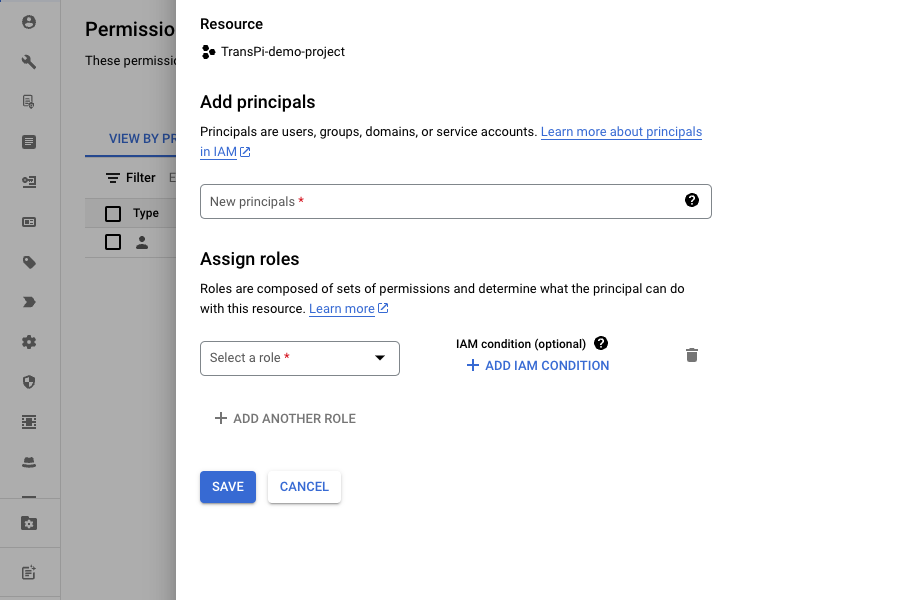 Permissio
These permissio
VIEW BY PR
Filter E
Type
Resource
TransPi-demo-project
Add principals
Principals are users, groups, domains, or service accounts. Learn more about principals
in IAM
New principals *
Assign roles
Roles are composed of sets of permissions and determine what the principal can do
with this resource. Learn more
Select a role *
IAM condition (optional)
+ ADD IAM CONDITION
+ ADD ANOTHER ROLE
SAVE
CANCEL